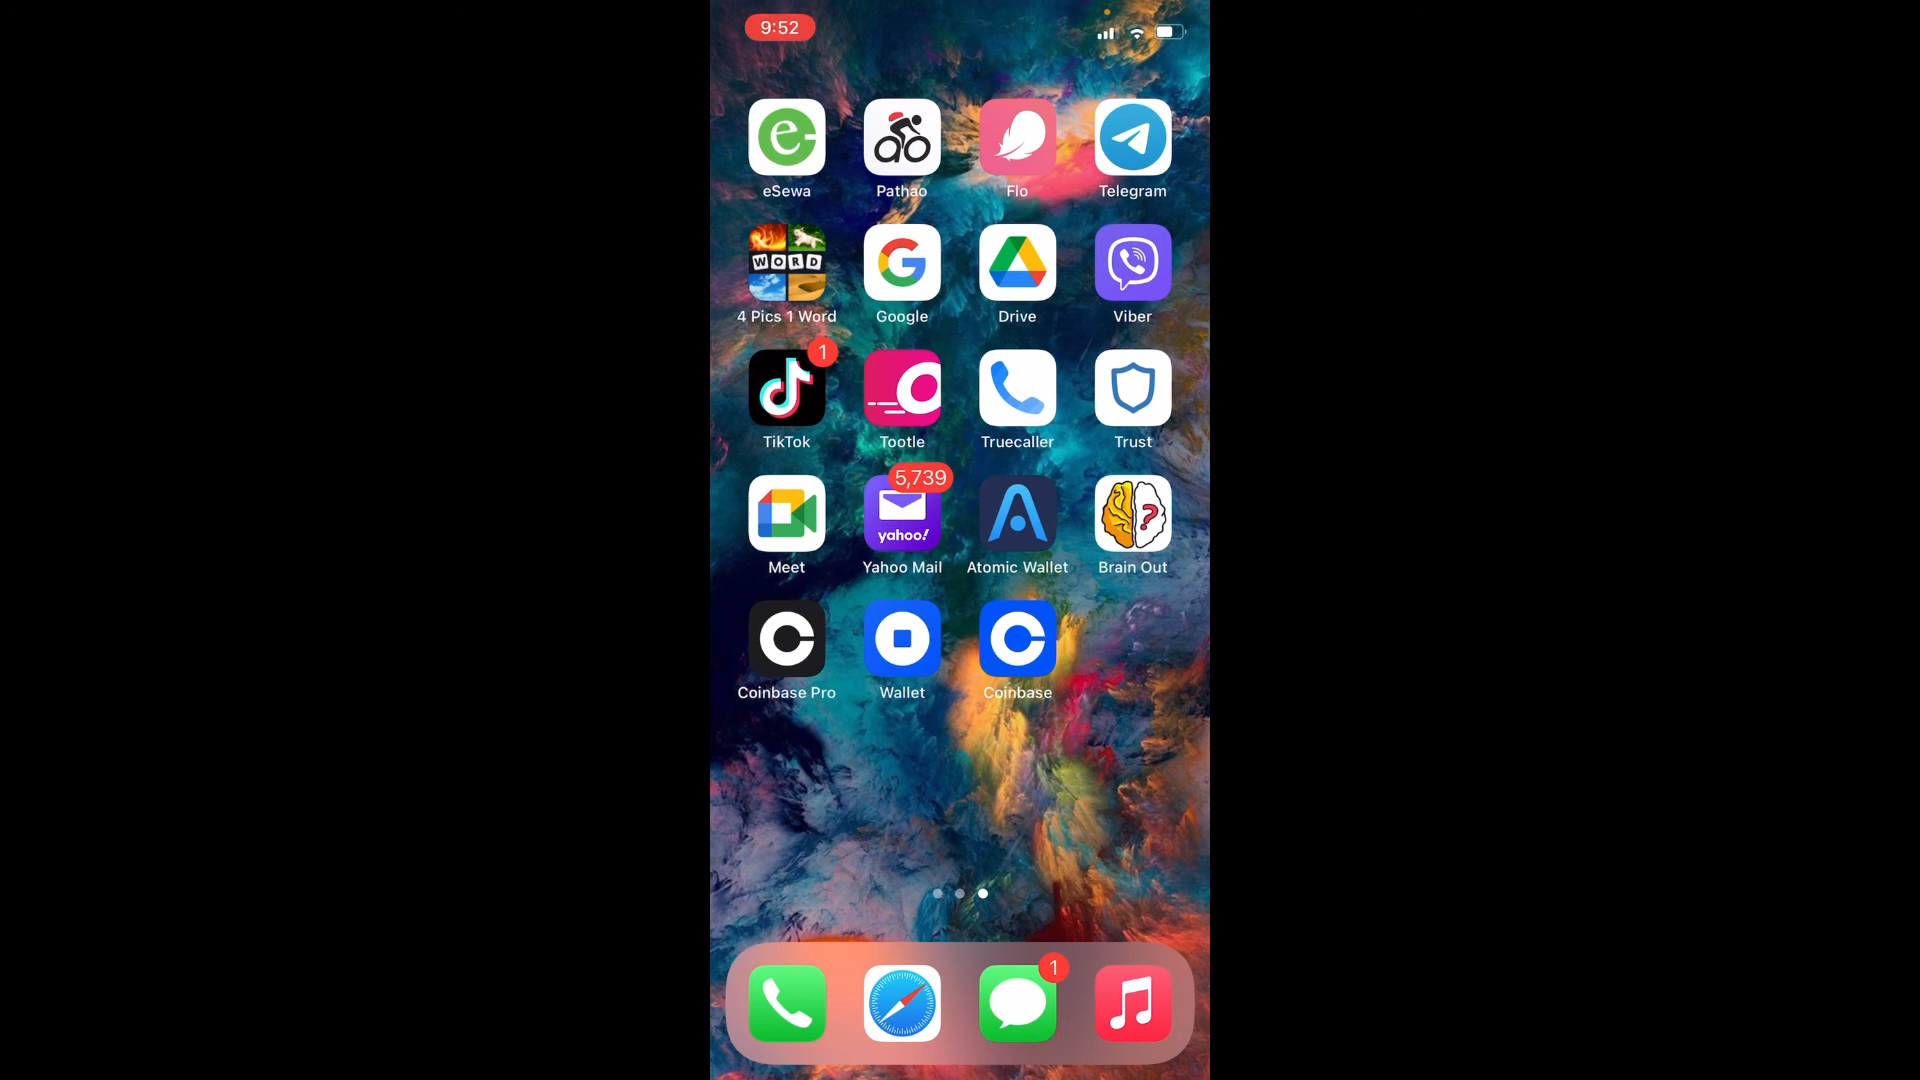 9:52
eSewa
Pathao
Flo
Telegram
WORD
4 Pics 1 Word
Google
Drive
Viber
1
TikTok
Tootle
Truecaller
Trust
5,739
yahoo!
Meet
Yahoo Mail
Atomic Wallet
Brain Out
Coinbase Pro
Wallet
Coinbase
1